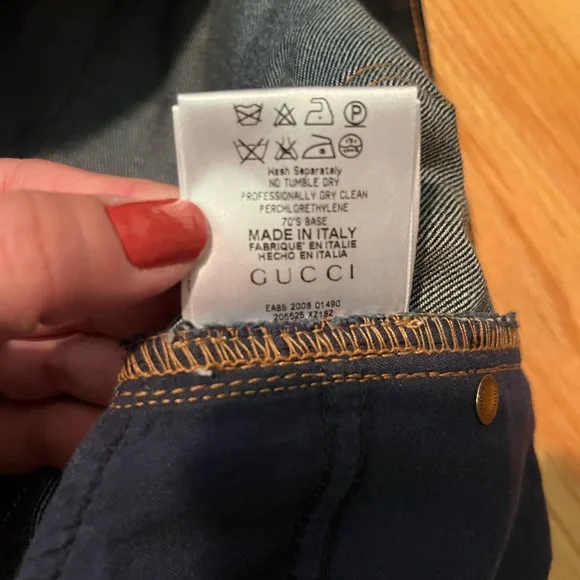 P
Wash Separately
NO TUMBLE DRY
PROFESSIONALLY DRY CLEAN
PERCHLORETHYLENE
70'S BASE
MADE IN ITALY
FABRIQUE' EN ITALIE
HECHO EN ITALIA
GUCCI
EABS 2008 01490
205525 XZ182